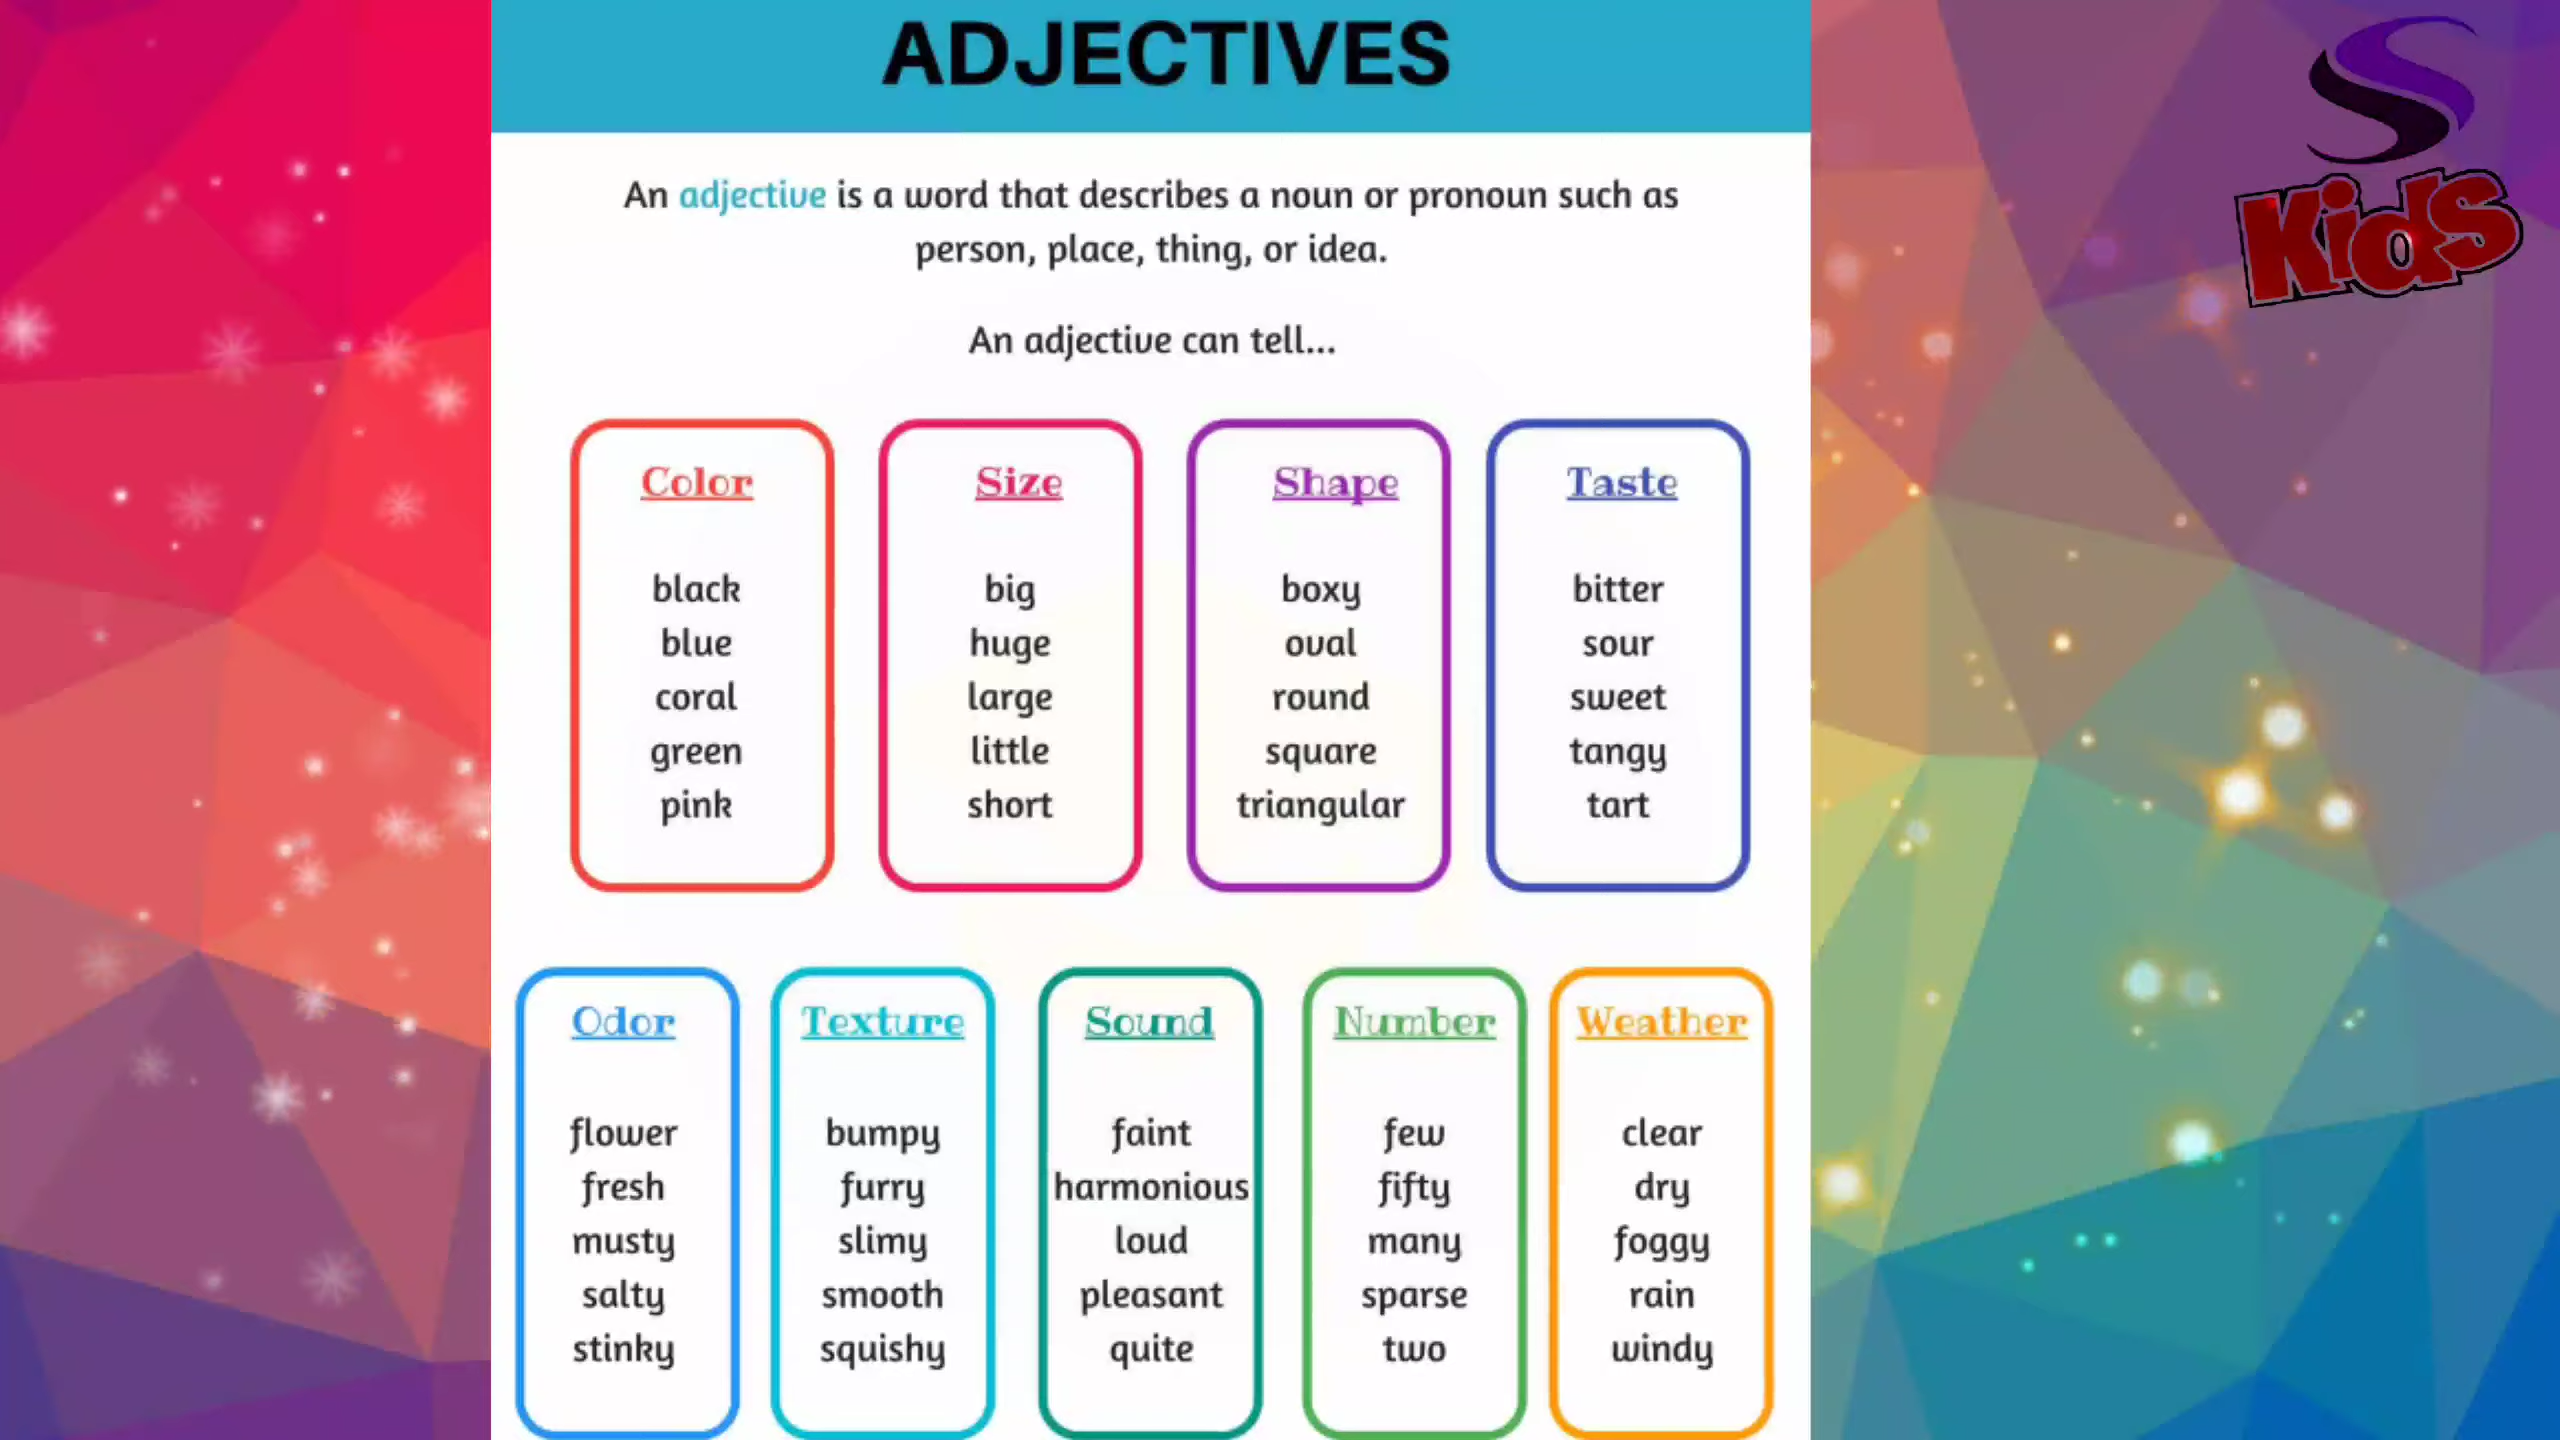 ADJECTIVES
An adjective is a word that describes a noun or pronoun such as
person, place, thing, or idea.
An adjective can tell...
Color
black
blue
coral
green
pink
Size
big
huge
large
little
short
Shape
boxy
oval
round
square
triangular
Taste
bitter
sour
sweet
tangy
tart
Odor
flower
fresh
musty
salty
stinky
Texture
bumpy
furry
slimy
smooth
squishy
Sound
faint
harmonious
loud
pleasant
quite
Number
few
fifty
many
sparse
two
Weather
clear
dry
foggy
rain
windy
S
Kids